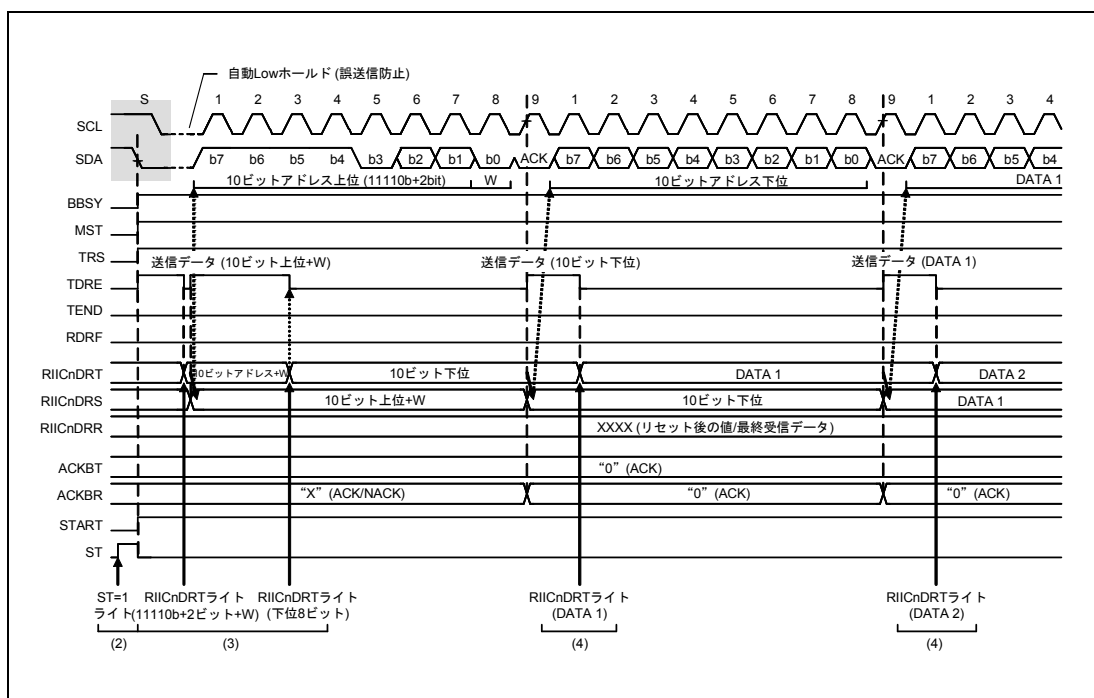 自動Lowホールド (誤送信防止)
S 1 2 3 4 5 6 7 8 9 1 2 3 4 5 6 7 8 9 1 2 3 4
SCL
SDA b7 b6 b5 b4 b3 b2 b1 b0 ACK b7 b6 b5 b4 b3 b2 b1 b0 ACK b7 b6 b5 b4
10ビットアドレス上位 (11110b+2bit) W 10ビットアドレス下位 DATA 1
BBSY
MST
TRS
送信データ (10ビット上位+W) 送信データ (10ビット下位) 送信データ (DATA 1)
TDRE
TEND
RDRF
RIICnDRT 10ビットアドレス+W 10ビット下位 DATA 1 DATA 2
RIICnDRS 10ビット上位+W 10ビット下位 DATA 1
RIICnDRR XXXX (リセット後の値/最終受信データ)
ACKBT “0” (ACK)
ACKBR “X” (ACK/NACK) “0” (ACK) “0” (ACK)
START
ST
ST=1 RIICnDRTライト RIICnDRTライト RIICnDRTライト RIICnDRTライト
ライト (11110b+2ビット+W) (下位8ビット) (DATA 1) (DATA 2)
(2) (3) (4) (4)